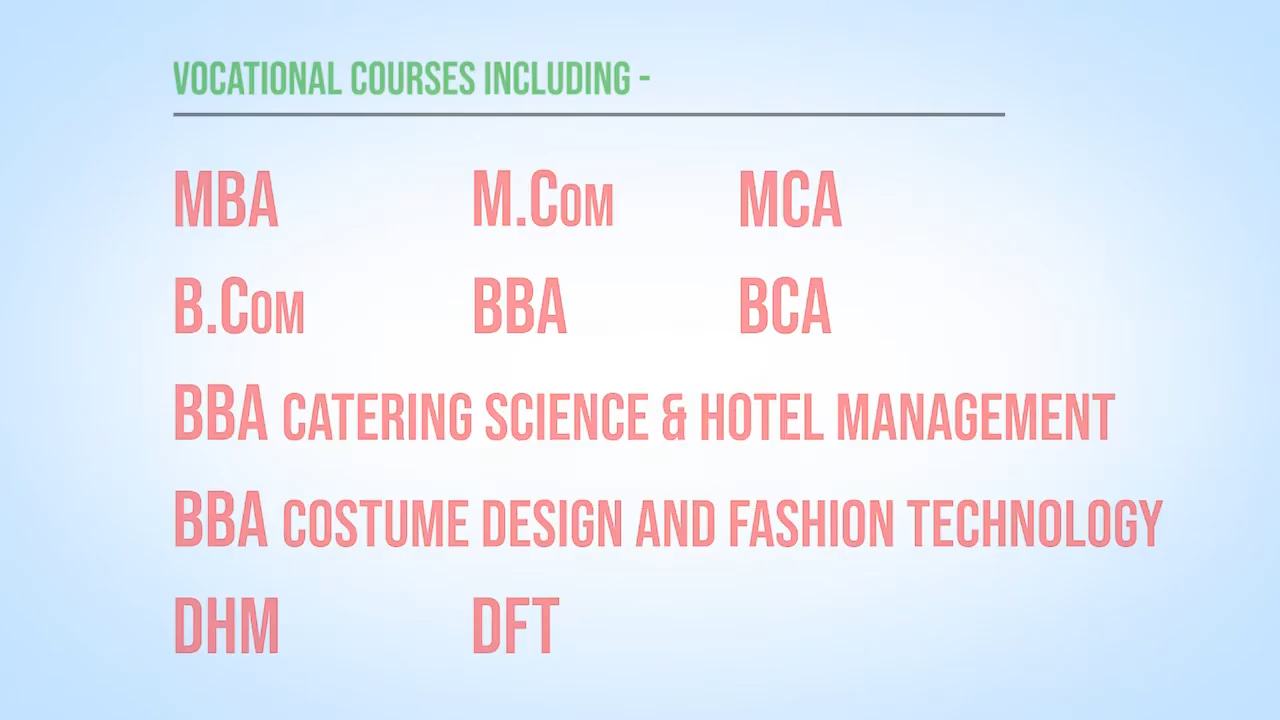 VOCATIONAL COURSES INCLUDING -
MBA M.COM MCA
B.COM BBA BCA
BBA CATERING SCIENCE & HOTEL MANAGEMENT
BBA COSTUME DESIGN AND FASHION TECHNOLOGY
DHM DFT